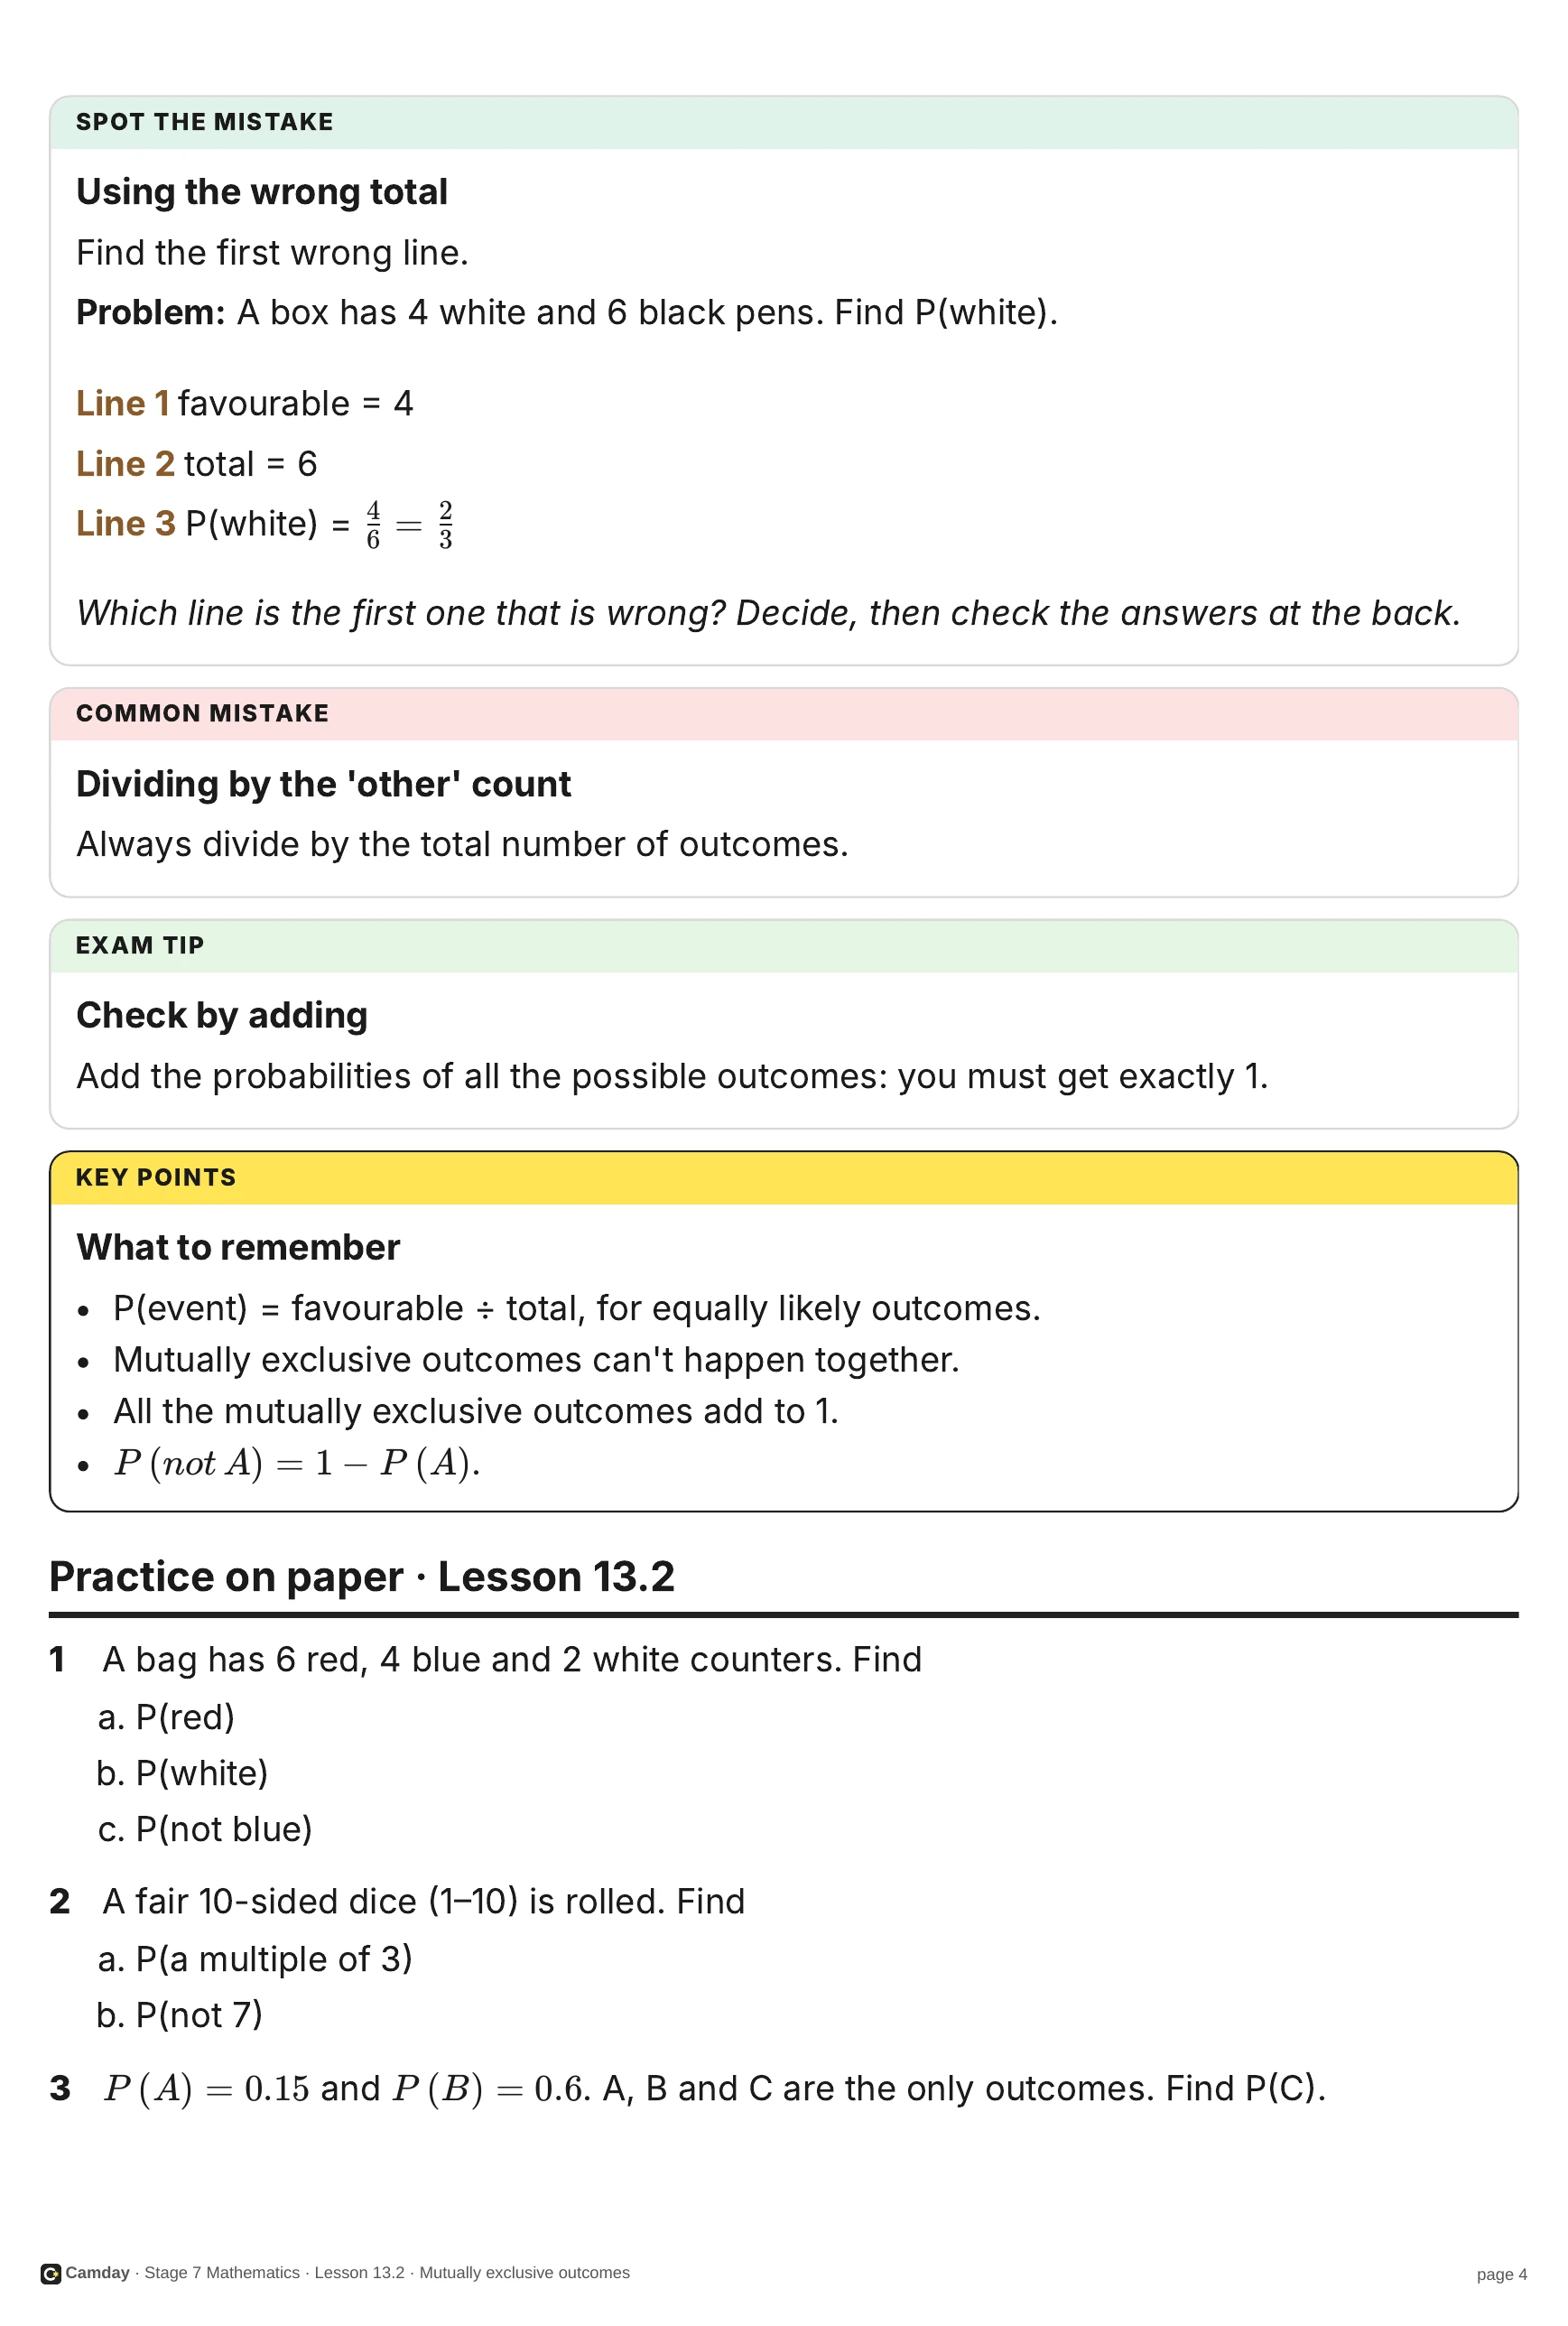 SPOT THE MISTAKE
Using the wrong total
Find the first wrong line.
Problem: A box has 4 white and 6 black pens. Find P(white).
Line 1 favourable = 4
Line 2 total = 6
Line 3 P(white) = 4/6 = 2/3
Which line is the first one that is wrong? Decide, then check the answers at the back.
COMMON MISTAKE
Dividing by the 'other' count
Always divide by the total number of outcomes.
EXAM TIP
Check by adding
Add the probabilities of all the possible outcomes: you must get exactly 1.
KEY POINTS
What to remember
• P(event) = favourable ÷ total, for equally likely outcomes.
• Mutually exclusive outcomes can't happen together.
• All the mutually exclusive outcomes add to 1.
• P (not A) = 1 − P (A).
Practice on paper · Lesson 13.2
1 A bag has 6 red, 4 blue and 2 white counters. Find
a. P(red)
b. P(white)
c. P(not blue)
2 A fair 10-sided dice (1–10) is rolled. Find
a. P(a multiple of 3)
b. P(not 7)
3 P (A) = 0.15 and P (B) = 0.6. A, B and C are the only outcomes. Find P(C).
Camday · Stage 7 Mathematics · Lesson 13.2 · Mutually exclusive outcomes
page 4